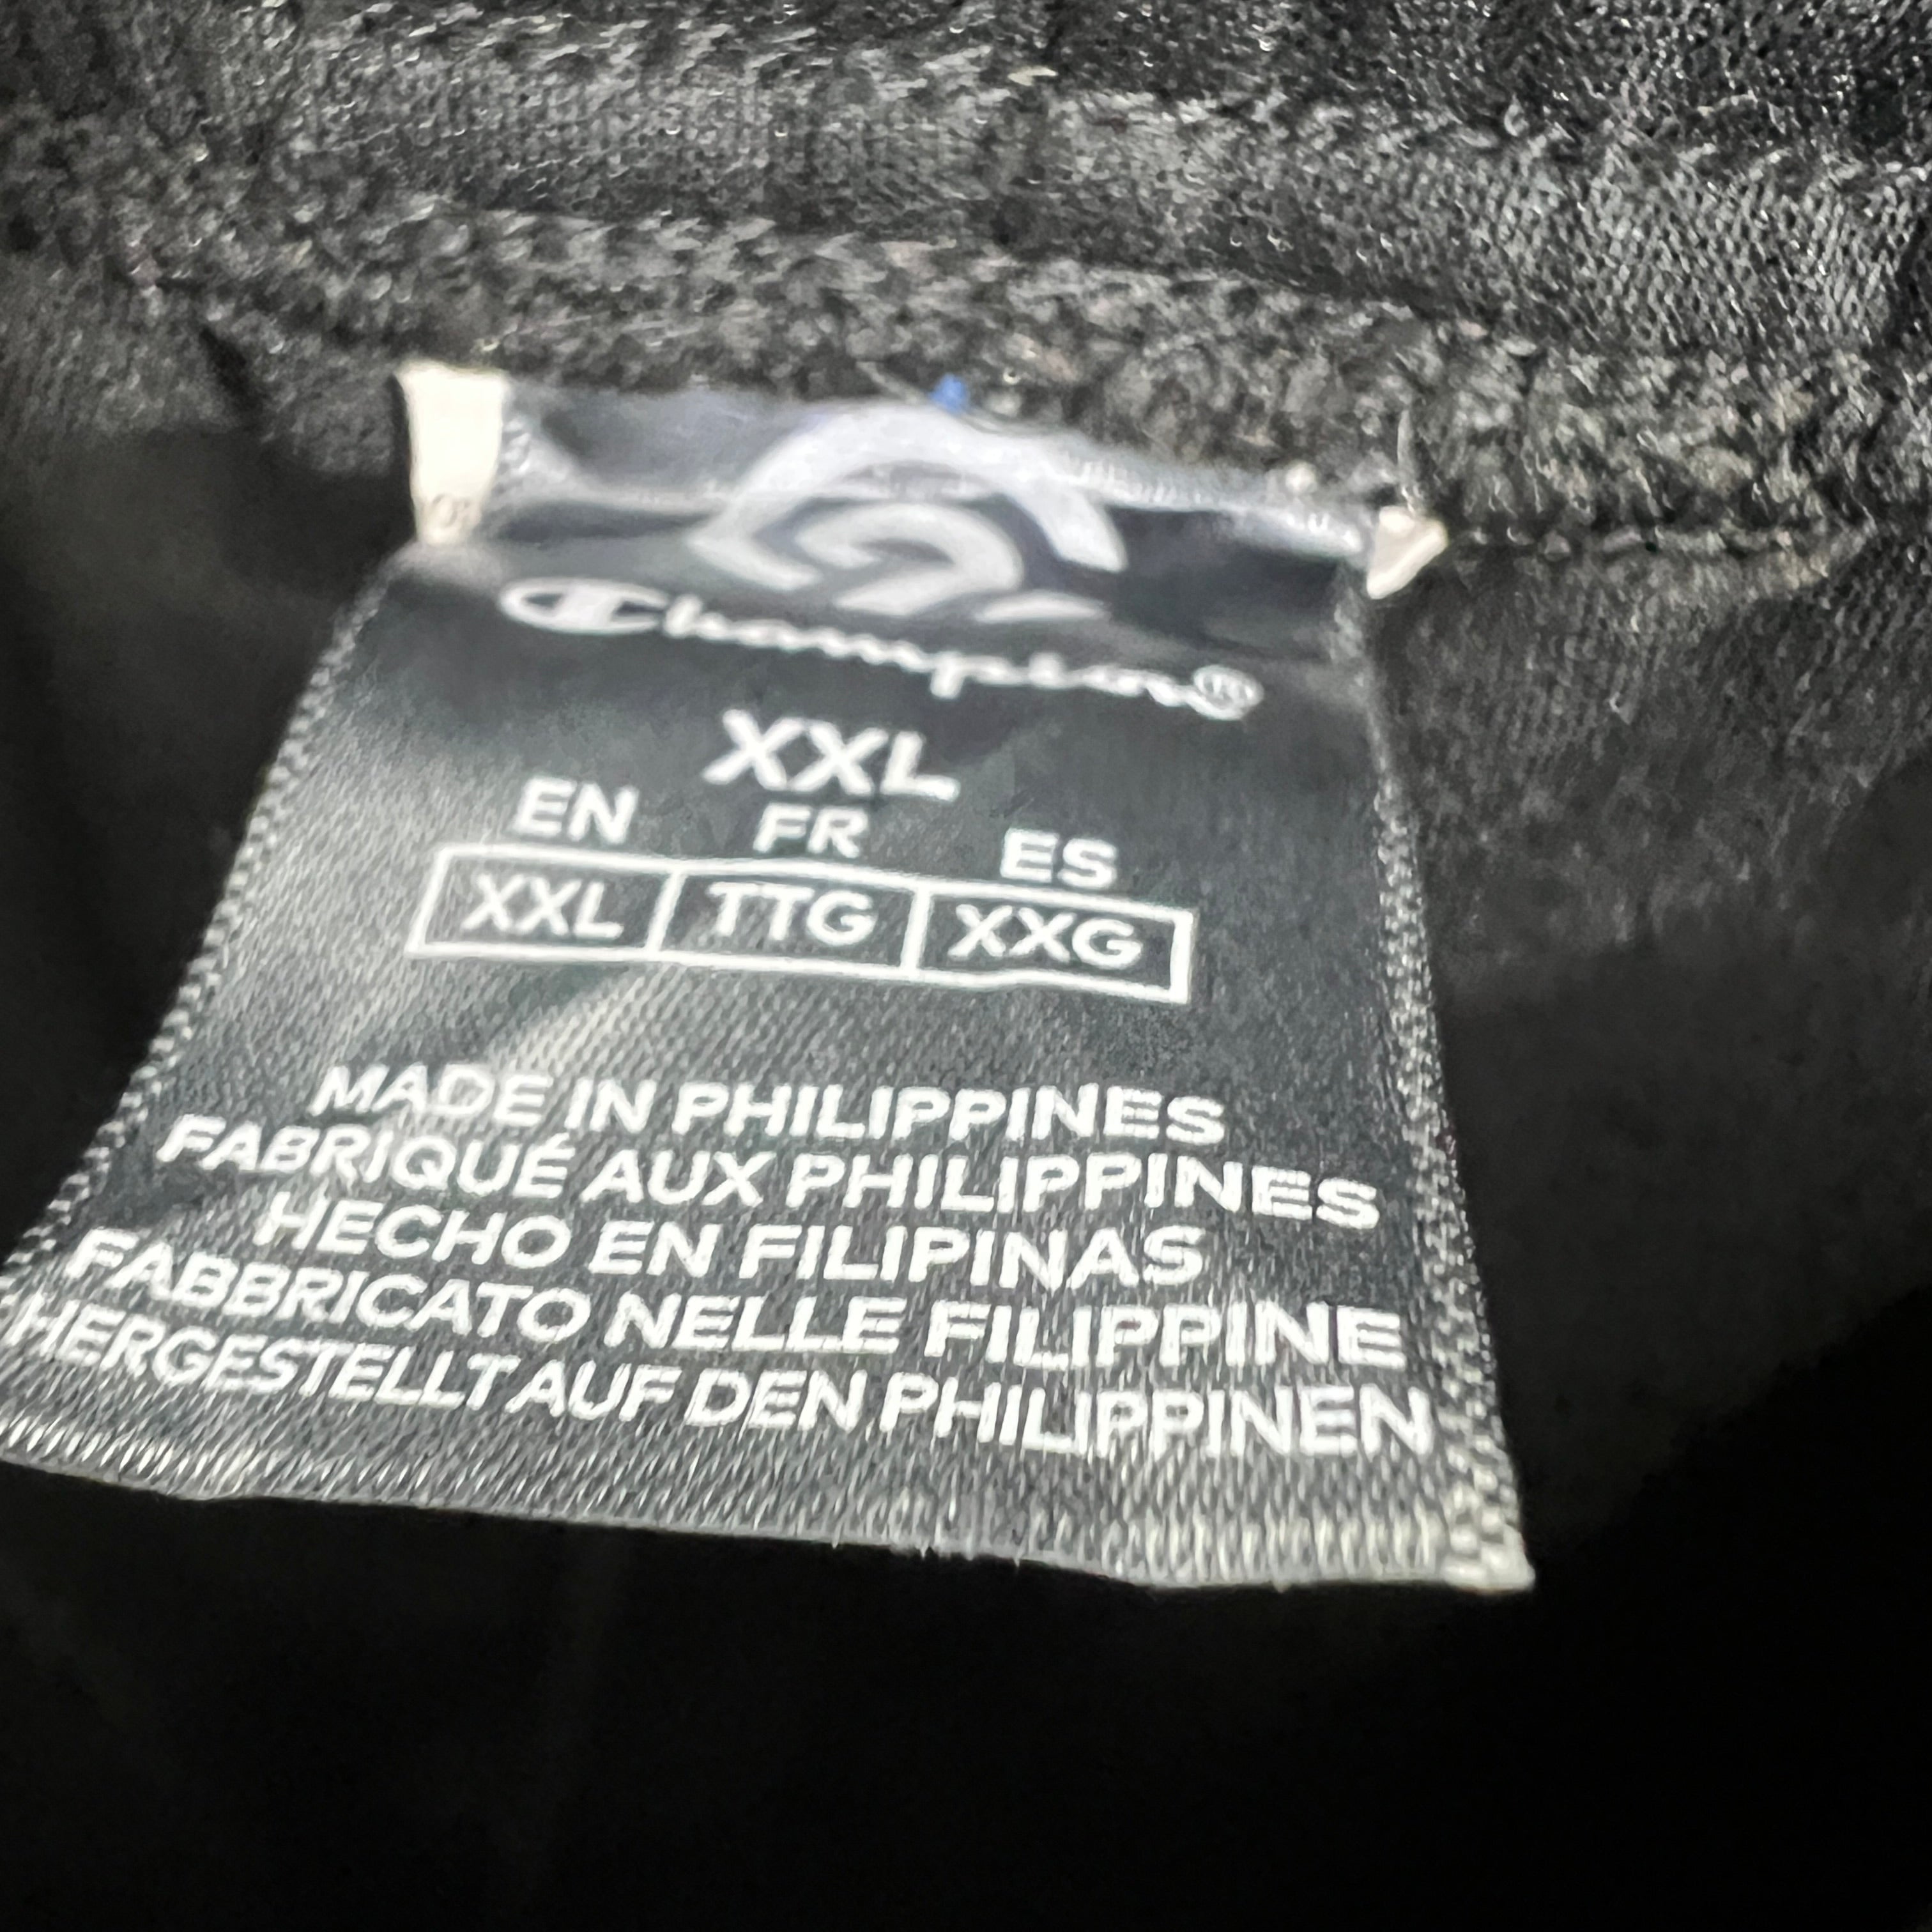 Champion®
XXL
EN FR ES
XXL TTG XXG
MADE IN PHILIPPINES
FABRIQUÉ AUX PHILIPPINES
HECHO EN FILIPINAS
FABBRICATO NELLE FILIPPINE
HERGESTELLT AUF DEN PHILIPPINEN